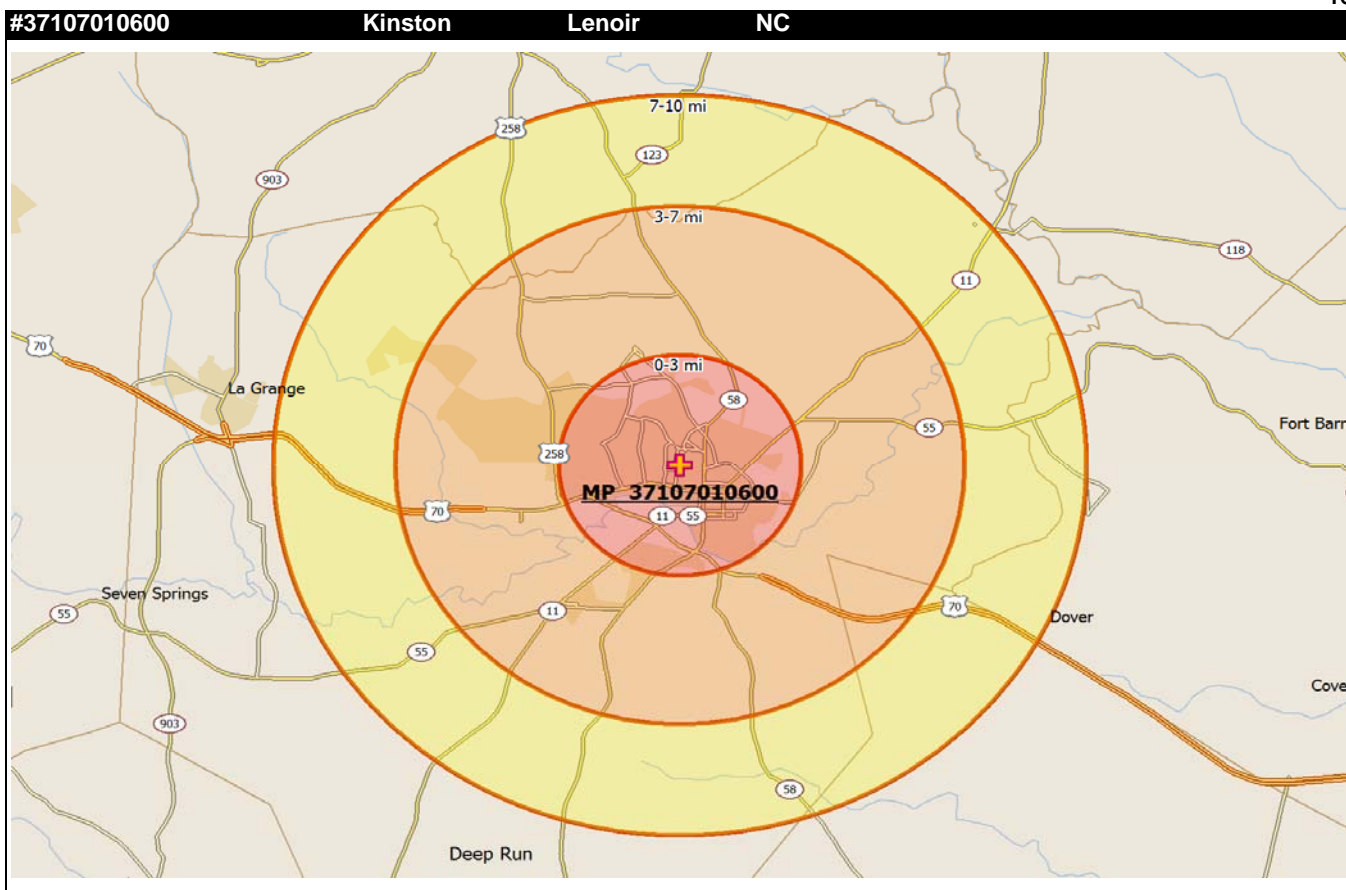 #37107010600 Kinston Lenoir NC
7-10 mi
258
123
903
3-7 mi
118
11
70
0-3 mi
La Grange
58
55
Fort Barr
258
MP 37107010600
70
11 55
Seven Springs
55
11
70
Dover
55
Cove
903
58
Deep Run